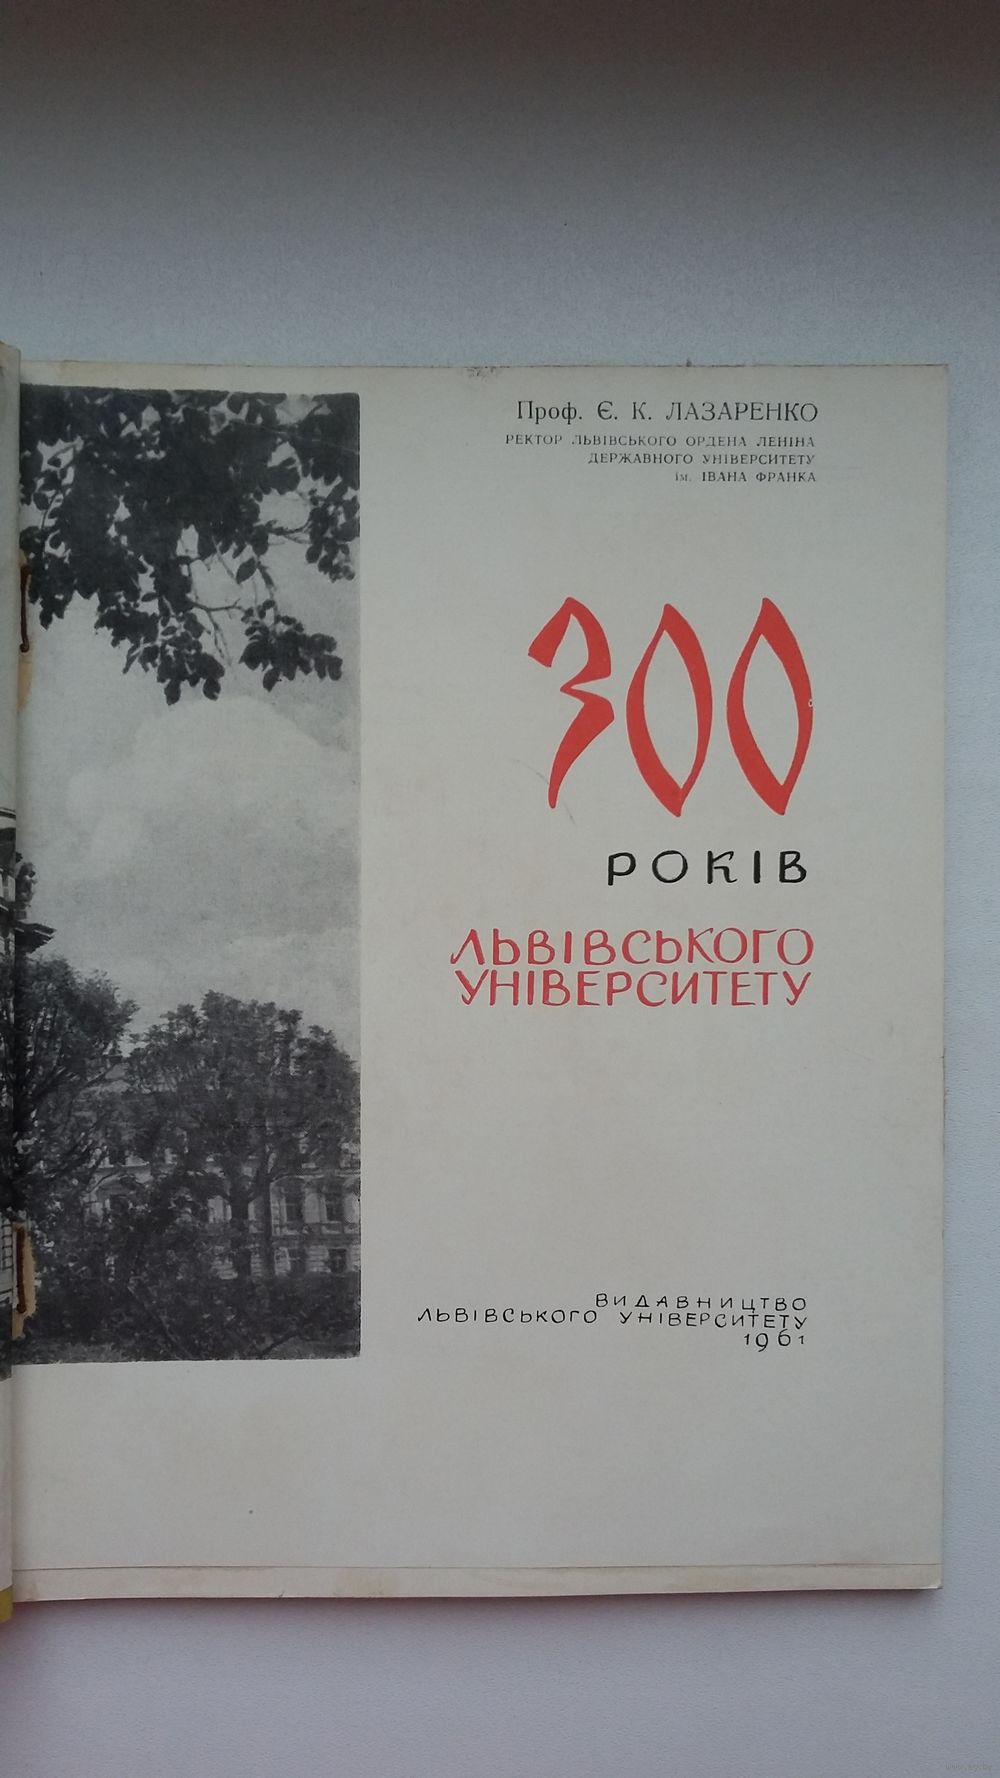 Проф. Є. К. ЛАЗАРЕНКО
РЕКТОР ЛЬВІВСЬКОГО ОРДЕНА ЛЕНІНА
ДЕРЖАВНОГО УНІВЕРСИТЕТУ
ім. ІВАНА ФРАНКА
300
РОКІВ
ЛЬВІВСЬКОГО
УНІВЕРСИТЕТУ
ВИДАВНИЦТВО
ЛЬВІВСЬКОГО УНІВЕРСИТЕТУ
1961